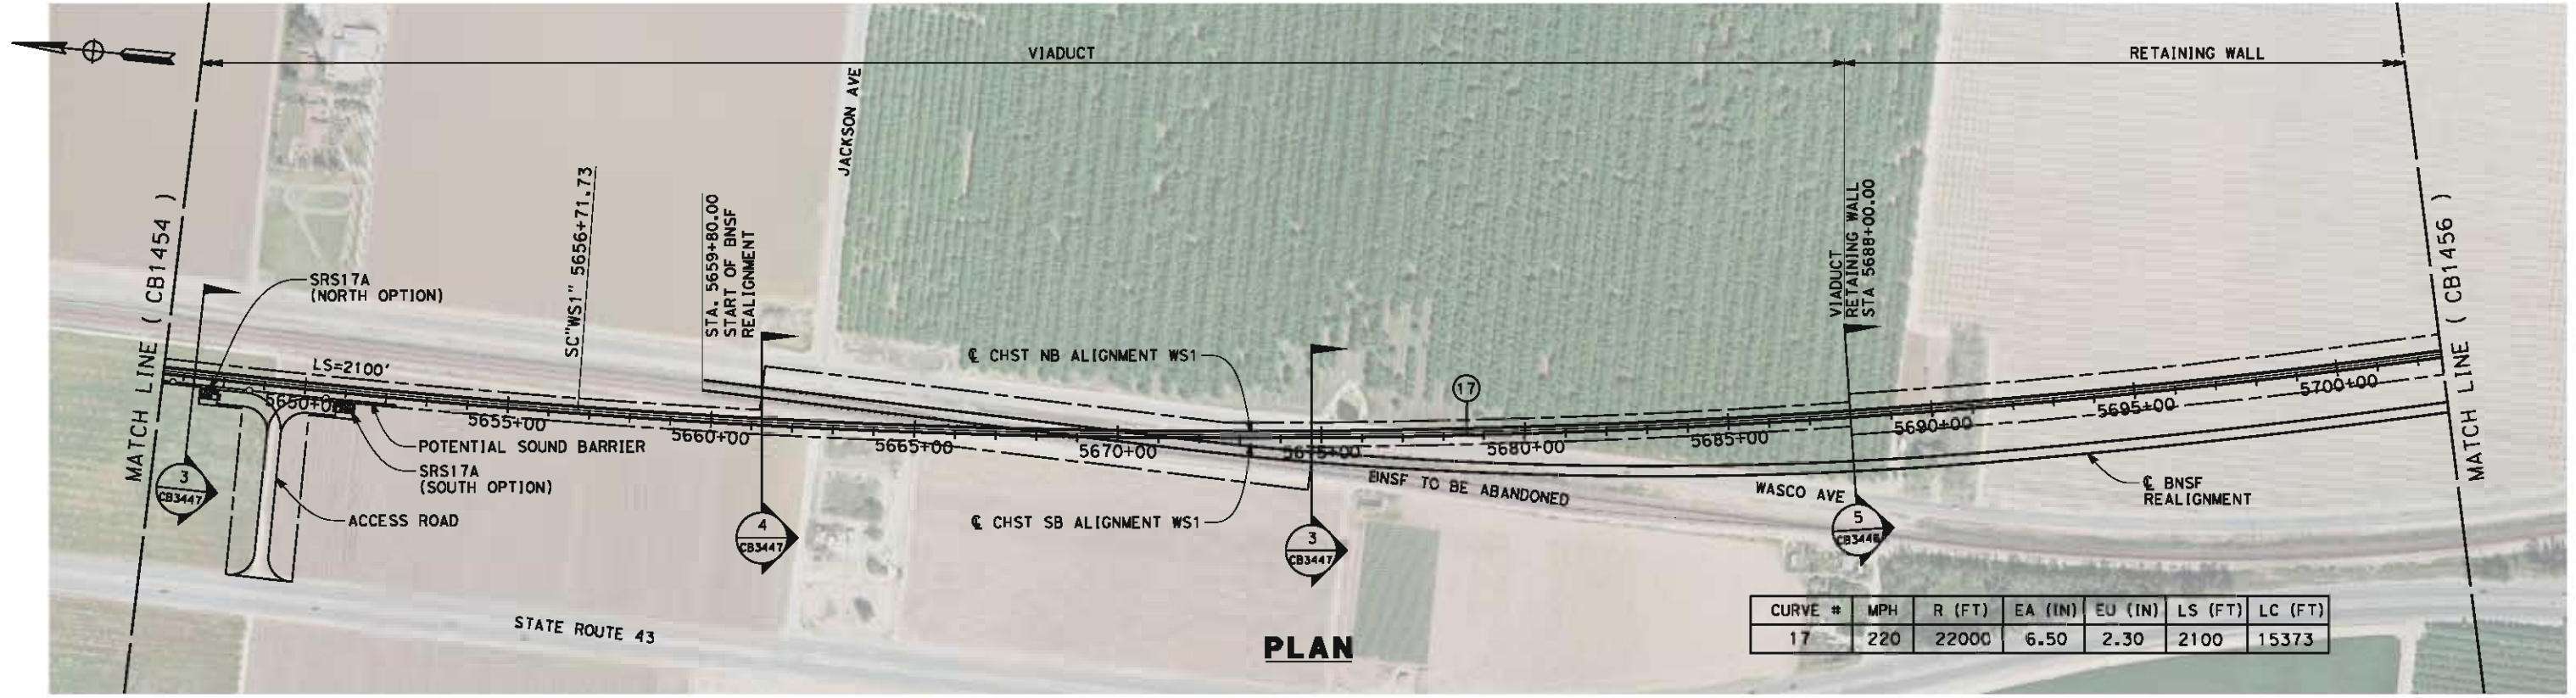 VIADUCT
RETAINING WALL
JACKSON AVE
MATCH LINE ( CB1454 )
SRS17A
(NORTH OPTION)
LS=2100'
SC"WS1" 5656+71.73
STA. 5659+80.00
START OF BNSF
REALIGNMENT
℄ CHST NB ALIGNMENT WS1
17
VIADUCT
RETAINING WALL
STA 5688+00.00
MATCH LINE ( CB1456 )
5650+00
5655+00
5660+00
5665+00
5670+00
5675+00
5680+00
5685+00
5690+00
5695+00
5700+00
POTENTIAL SOUND BARRIER
SRS17A
(SOUTH OPTION)
ACCESS ROAD
3
CB3447
4
CB3447
℄ CHST SB ALIGNMENT WS1
3
CB3447
BNSF TO BE ABANDONED
WASCO AVE
5
℄ BNSF
REALIGNMENT
STATE ROUTE 43
PLAN
CURVE # MPH R (FT) EA (IN) EU (IN) LS (FT) LC (FT)
17 220 22000 6.50 2.30 2100 15373